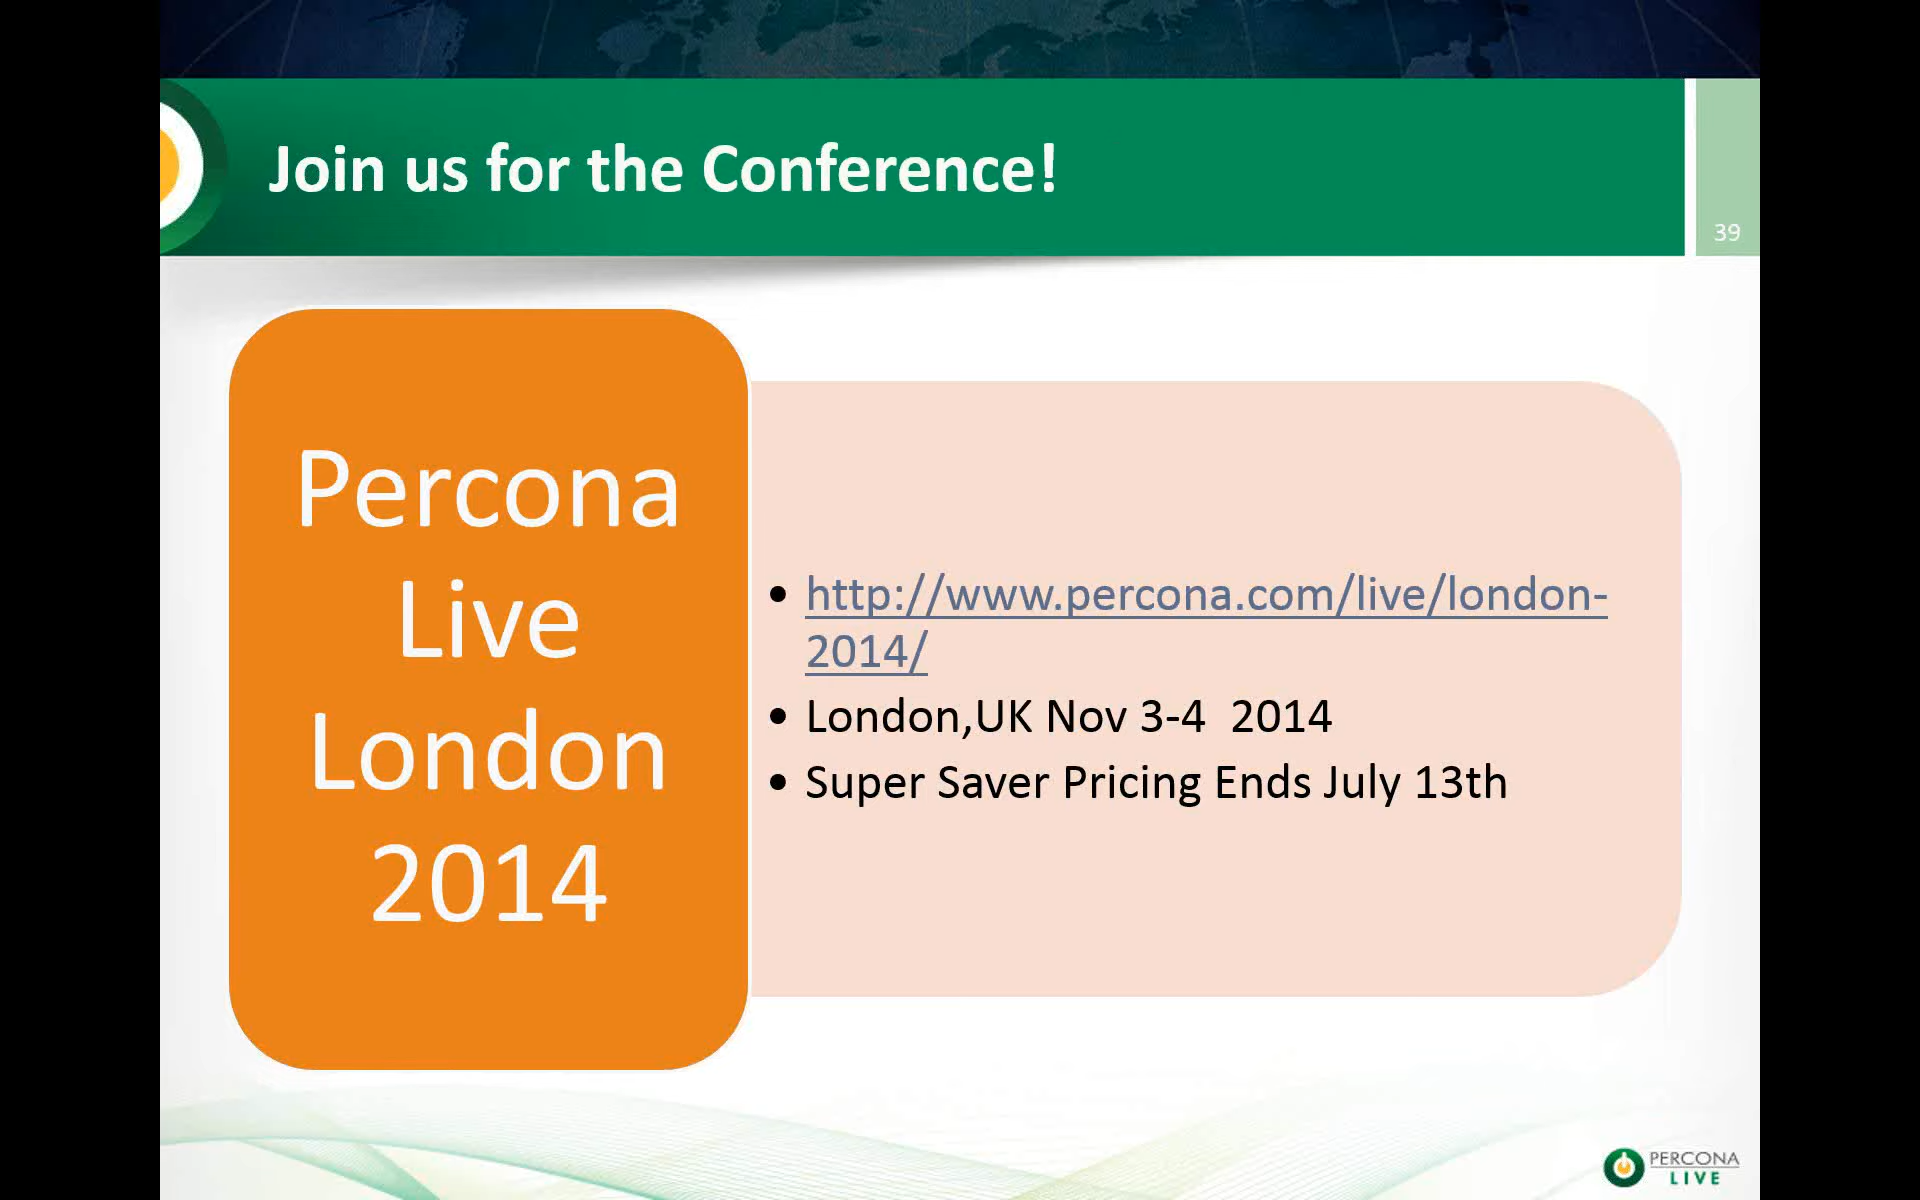 Join us for the Conference!
39
Percona
Live
London
2014
• http://www.percona.com/live/london-
2014/
• London,UK Nov 3-4  2014
• Super Saver Pricing Ends July 13th
PERCONA
LIVE